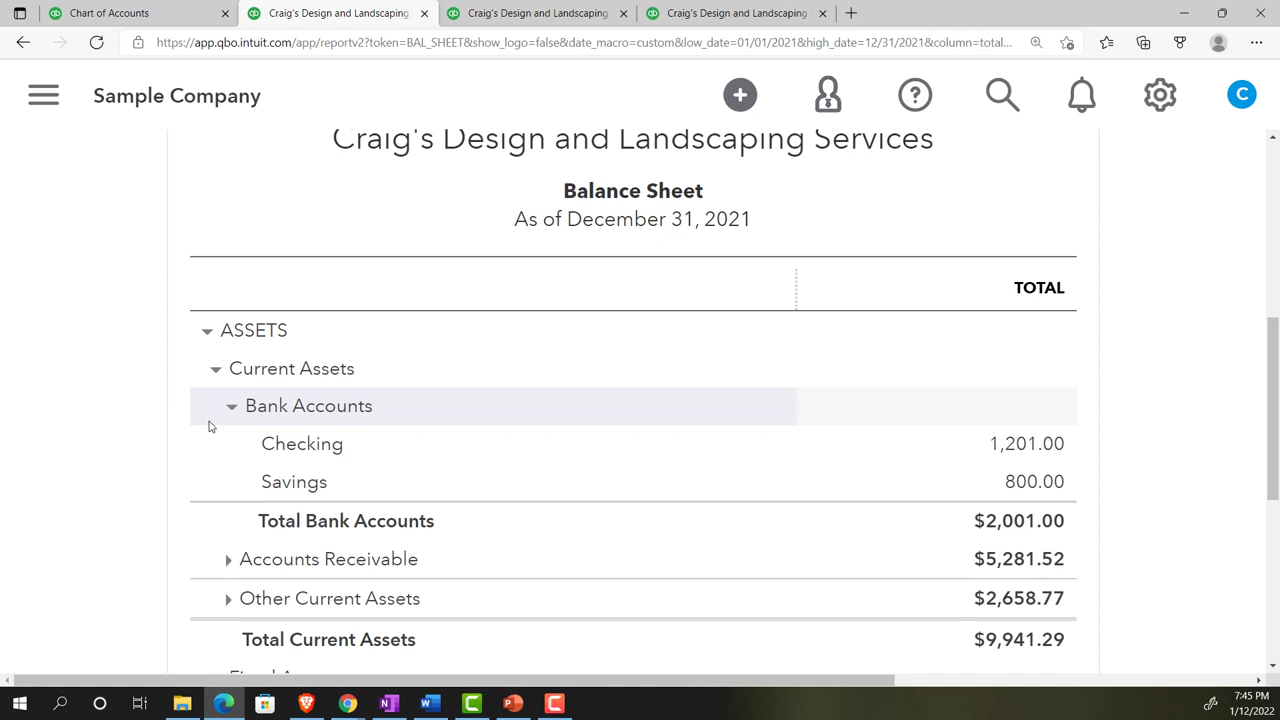 Chart of Accounts
Craig's Design and Landscaping
Craig's Design and Landscaping
Craig's Design and Landscaping
https://app.qbo.intuit.com/app/reportv2?token=BAL_SHEET&show_logo=false&date_macro=custom&low_date=01/01/2021&high_date=12/31/2021&column=total...
Sample Company
C
Craig's Design and Landscaping Services
Balance Sheet
As of December 31, 2021
TOTAL
ASSETS
Current Assets
Bank Accounts
Checking 1,201.00
Savings 800.00
Total Bank Accounts $2,001.00
Accounts Receivable $5,281.52
Other Current Assets $2,658.77
Total Current Assets $9,941.29
7:45 PM
1/12/2022